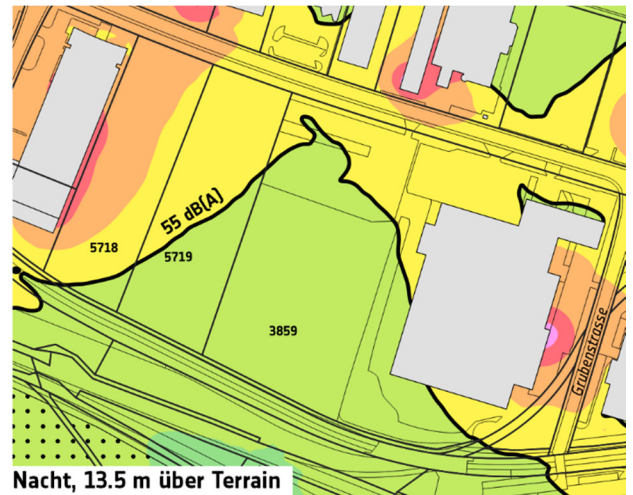 55 dB(A)
5718
5719
3859
Grubenstrasse
Nacht, 13.5 m über Terrain